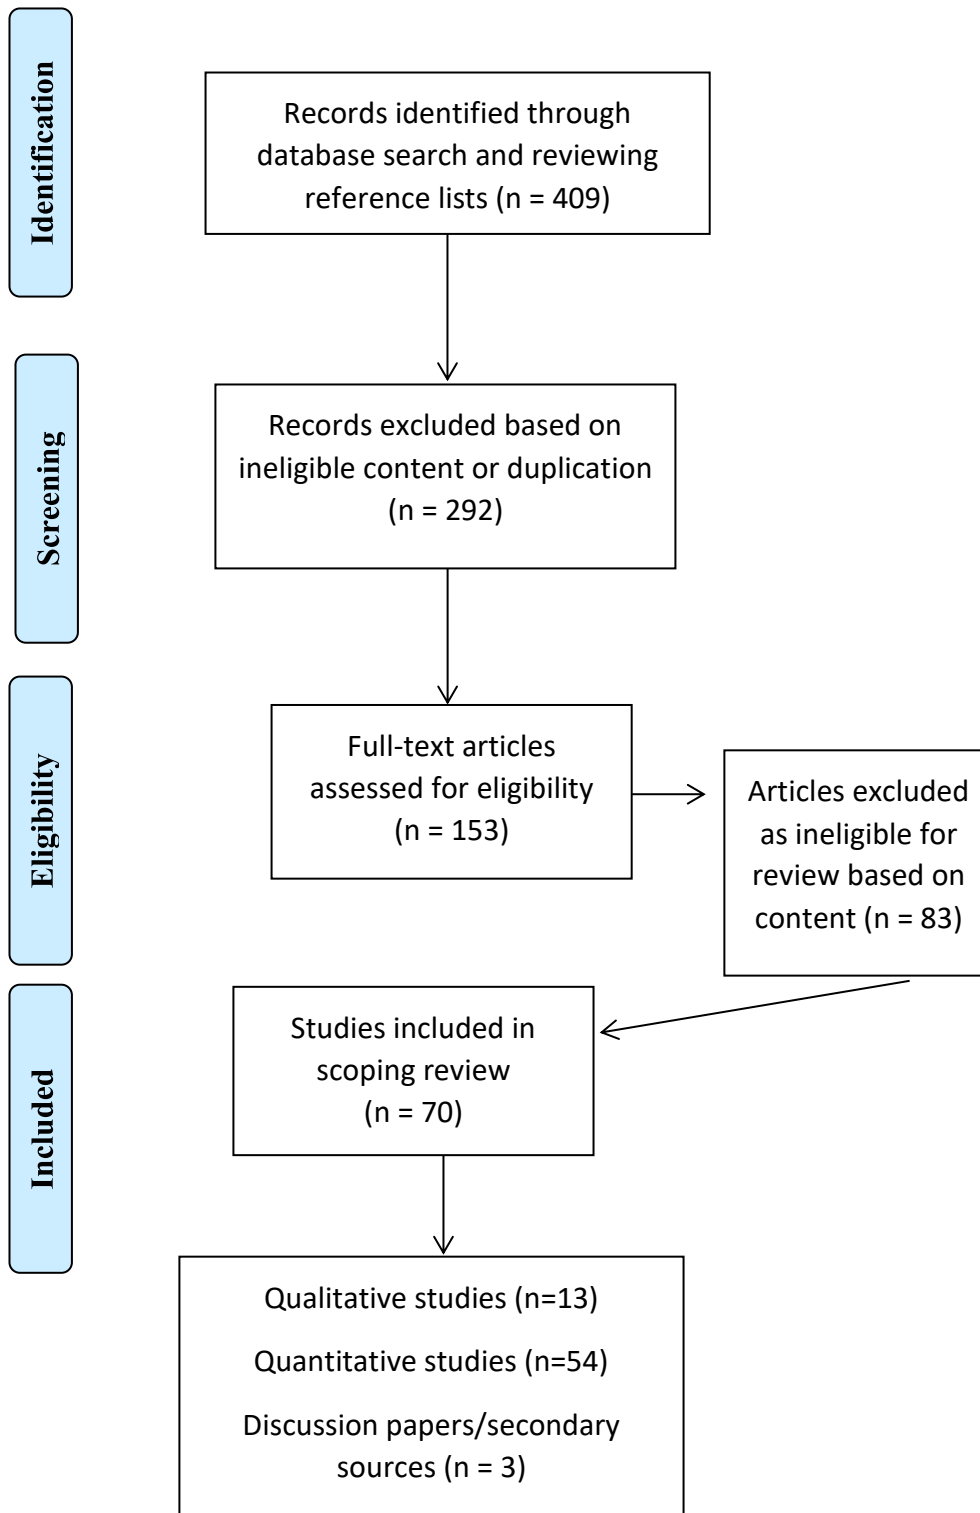 Identification
Records identified through
database search and reviewing
reference lists (n = 409)
Screening
Records excluded based on
ineligible content or duplication
(n = 292)
Eligibility
Full-text articles
assessed for eligibility
(n = 153)
Articles excluded
as ineligible for
review based on
content (n = 83)
Included
Studies included in
scoping review
(n = 70)
Qualitative studies (n=13)
Quantitative studies (n=54)
Discussion papers/secondary
sources (n = 3)